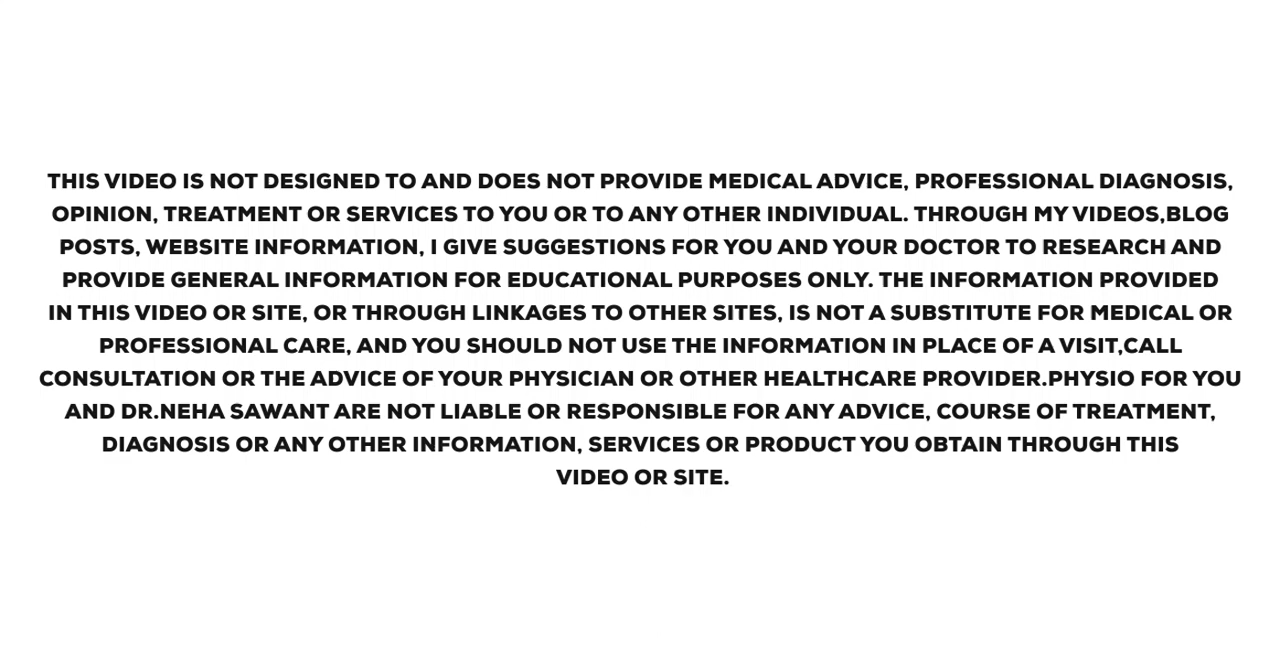 THIS VIDEO IS NOT DESIGNED TO AND DOES NOT PROVIDE MEDICAL ADVICE, PROFESSIONAL DIAGNOSIS,
OPINION, TREATMENT OR SERVICES TO YOU OR TO ANY OTHER INDIVIDUAL. THROUGH MY VIDEOS,BLOG
POSTS, WEBSITE INFORMATION, I GIVE SUGGESTIONS FOR YOU AND YOUR DOCTOR TO RESEARCH AND
PROVIDE GENERAL INFORMATION FOR EDUCATIONAL PURPOSES ONLY. THE INFORMATION PROVIDED
IN THIS VIDEO OR SITE, OR THROUGH LINKAGES TO OTHER SITES, IS NOT A SUBSTITUTE FOR MEDICAL OR
PROFESSIONAL CARE, AND YOU SHOULD NOT USE THE INFORMATION IN PLACE OF A VISIT,CALL
CONSULTATION OR THE ADVICE OF YOUR PHYSICIAN OR OTHER HEALTHCARE PROVIDER.PHYSIO FOR YOU
AND DR.NEHA SAWANT ARE NOT LIABLE OR RESPONSIBLE FOR ANY ADVICE, COURSE OF TREATMENT,
DIAGNOSIS OR ANY OTHER INFORMATION, SERVICES OR PRODUCT YOU OBTAIN THROUGH THIS
VIDEO OR SITE.